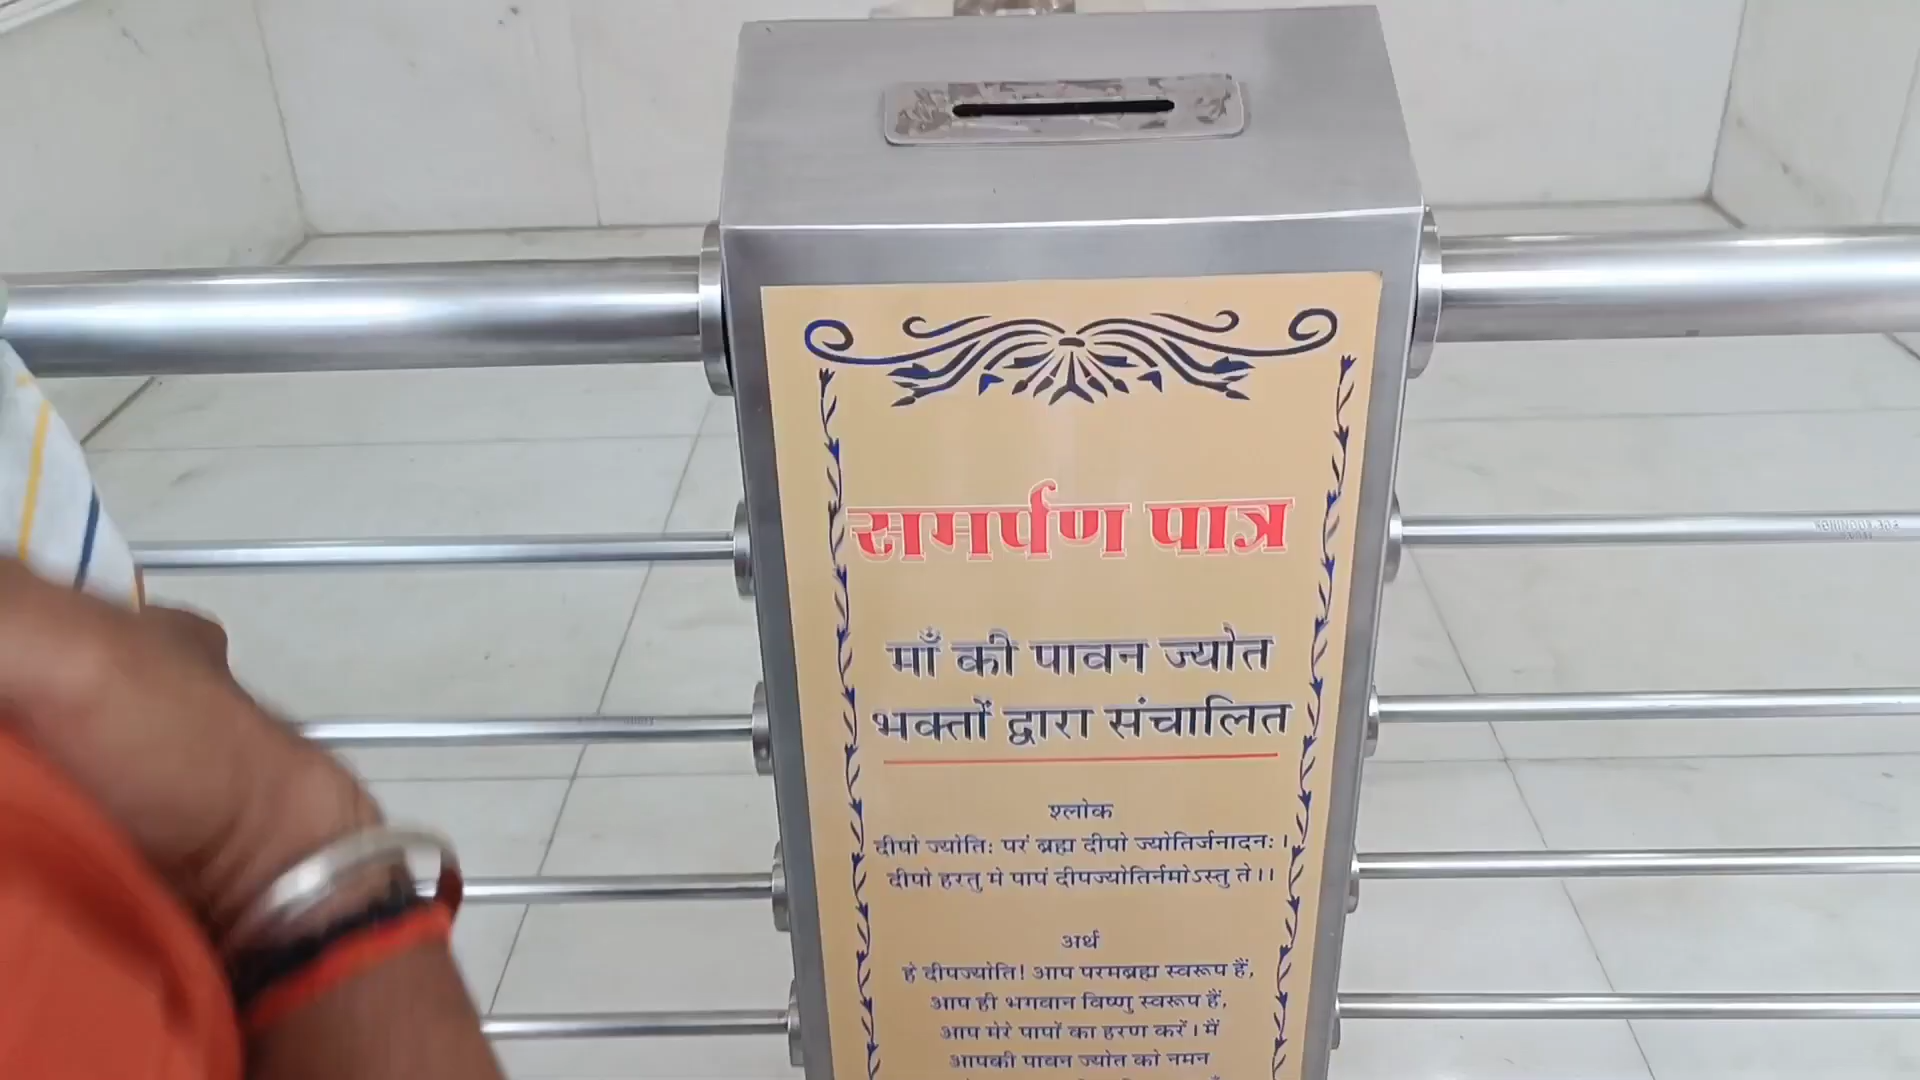 समर्पण पात्र
माँ की पावन ज्योत
भक्तों द्वारा संचालित
श्लोक
दीपो ज्योतिः परं ब्रह्म दीपो ज्योतिर्जनादनः ।
दीपो हरतु मे पापं दीपज्योतिर्नमोऽस्तु ते।।
अर्थ
हे दीपज्योति! आप परमब्रह्म स्वरूप हैं,
आप ही भगवान विष्णु स्वरूप हैं,
आप मेरे पापों का हरण करें। मैं
आपकी पावन ज्योत को नमन